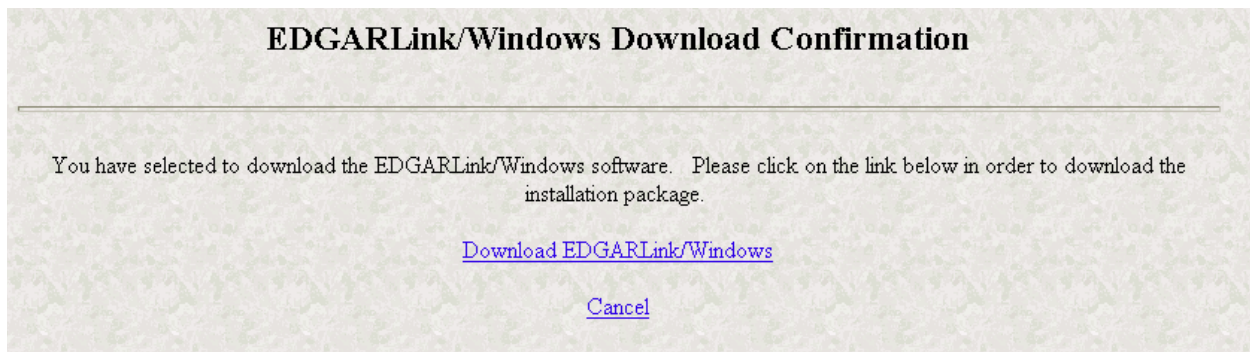 EDGARLink/Windows Download Confirmation
You have selected to download the EDGARLink/Windows software.   Please click on the link below in order to download the
installation package.
Download EDGARLink/Windows
Cancel